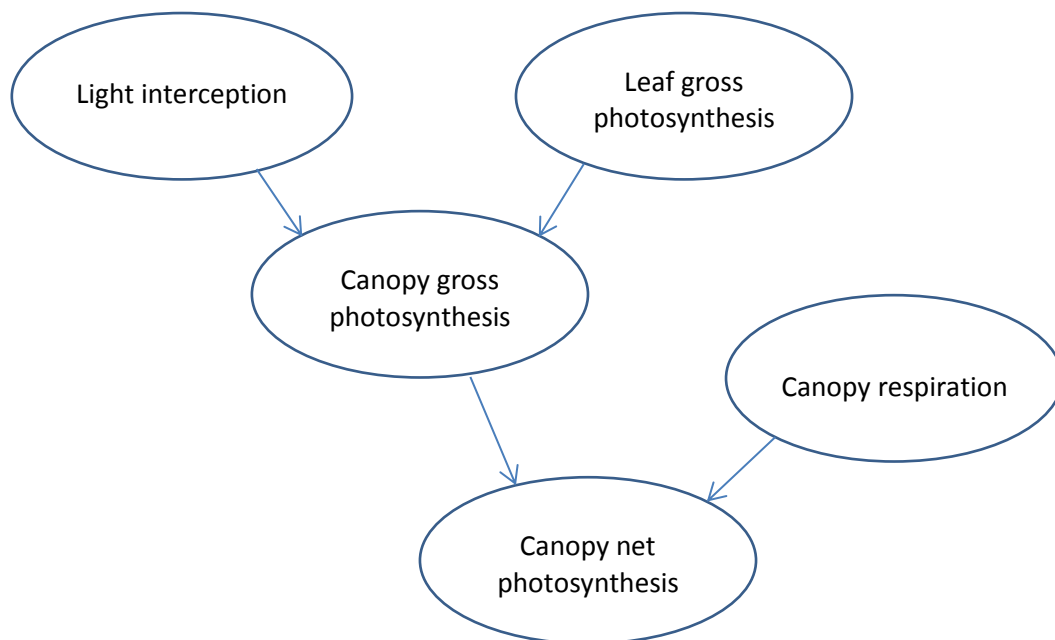 Light interception
Leaf gross
photosynthesis
Canopy gross
photosynthesis
Canopy respiration
Canopy net
photosynthesis